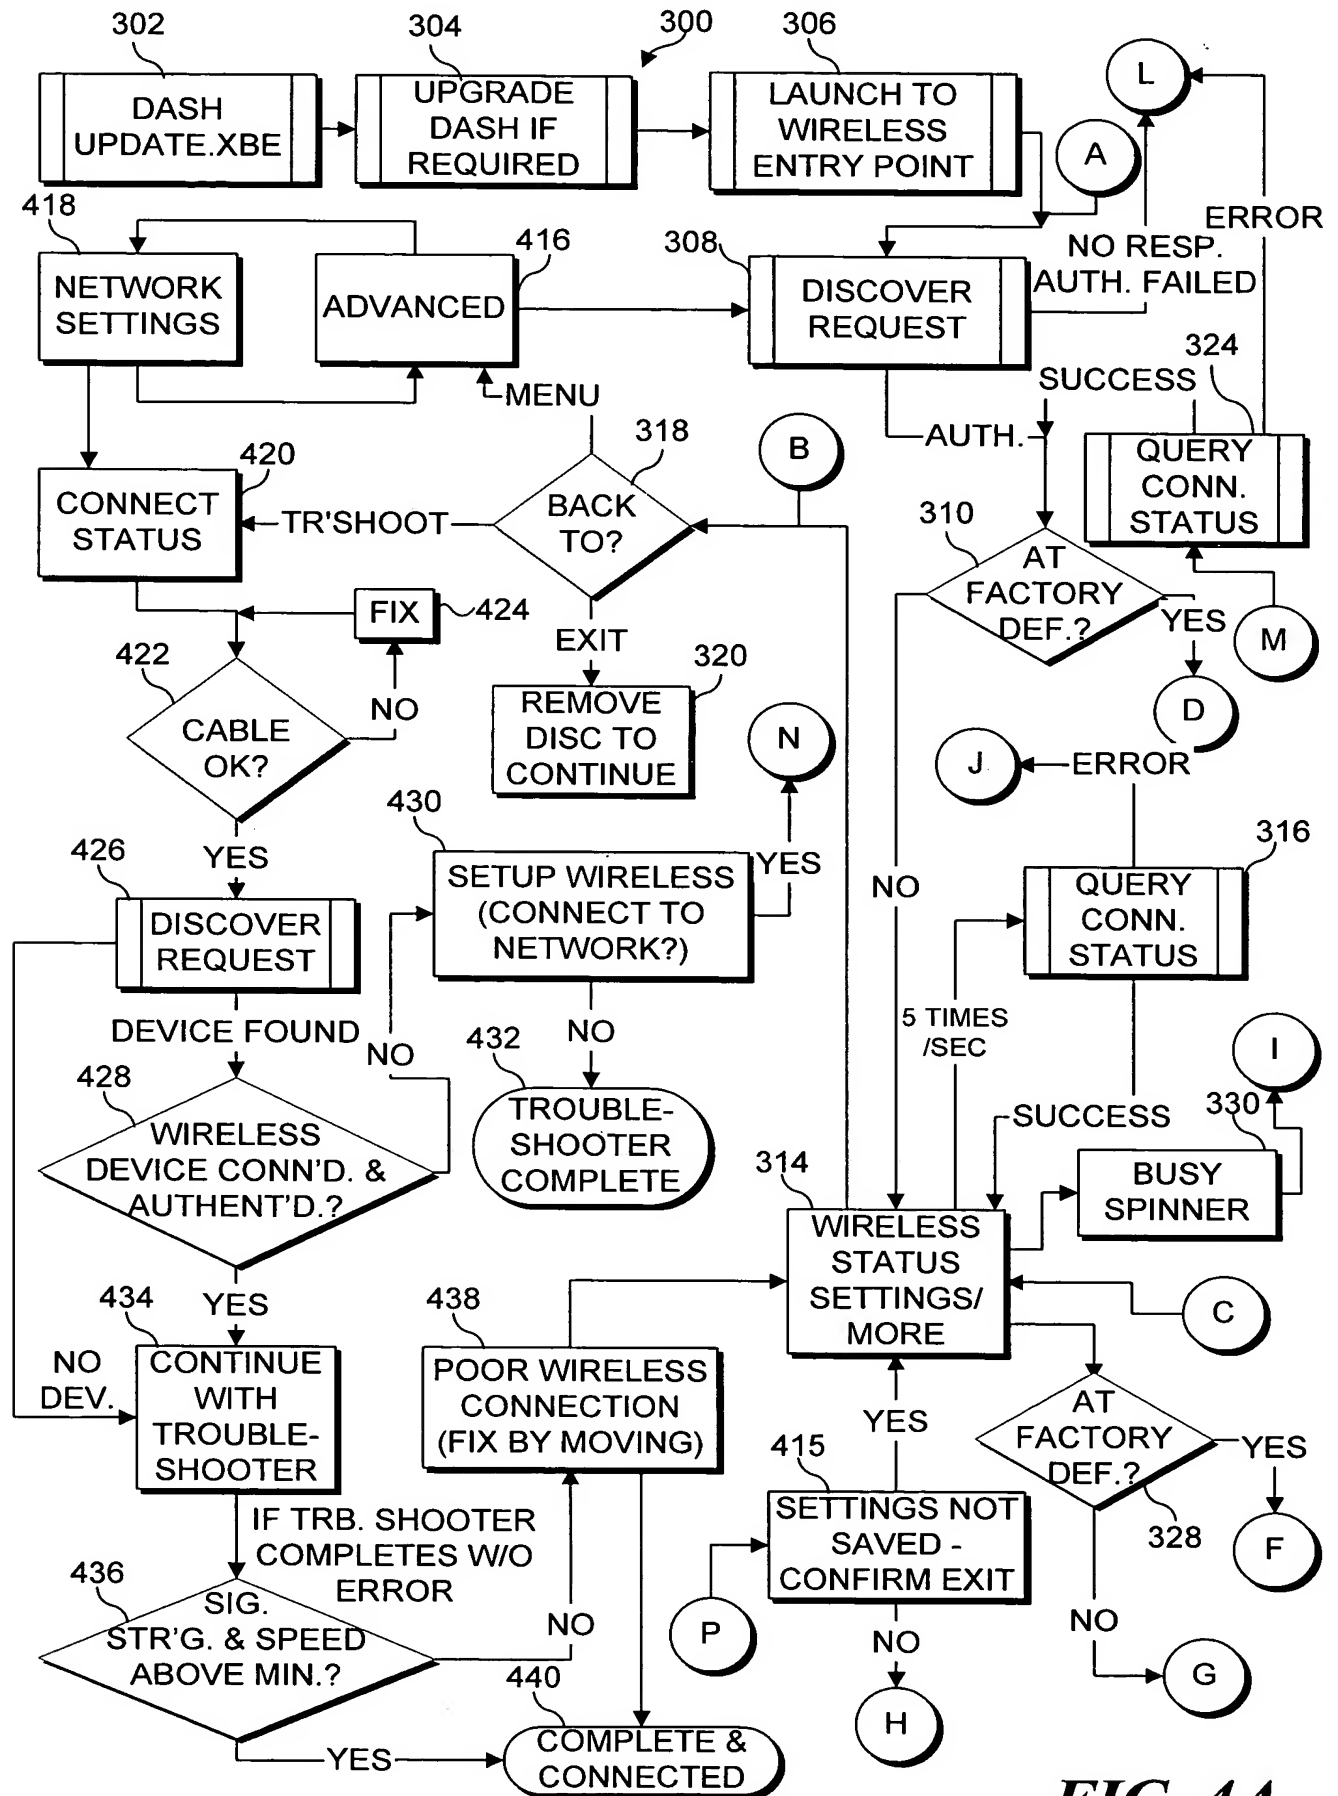 302
304
300
306
DASH
UPDATE.XBE
UPGRADE
DASH IF
REQUIRED
LAUNCH TO
WIRELESS
ENTRY POINT
L
A
ERROR
418
416
308
NO RESP.
AUTH. FAILED
NETWORK
SETTINGS
ADVANCED
DISCOVER
REQUEST
324
SUCCESS
MENU
318
B
AUTH.
QUERY
CONN.
STATUS
420
CONNECT
STATUS
TR'SHOOT
BACK
TO?
310
AT
FACTORY
DEF.?
FIX
424
YES
M
EXIT
422
320
CABLE
OK?
NO
REMOVE
DISC TO
CONTINUE
N
D
J
ERROR
430
316
426
YES
SETUP WIRELESS
(CONNECT TO
NETWORK?)
YES
NO
QUERY
CONN.
STATUS
DISCOVER
REQUEST
DEVICE FOUND
NO
NO
432
5 TIMES
/SEC
I
428
TROUBLE-
SHOOTER
COMPLETE
SUCCESS
330
WIRELESS
DEVICE CONN'D. &
AUTHENT'D.?
314
BUSY
SPINNER
WIRELESS
STATUS
SETTINGS/
MORE
YES
434
438
C
NO
DEV.
CONTINUE
WITH
TROUBLE-
SHOOTER
POOR WIRELESS
CONNECTION
(FIX BY MOVING)
YES
AT
FACTORY
DEF.?
YES
415
328
IF TRB. SHOOTER
COMPLETES W/O
ERROR
SETTINGS NOT
SAVED -
CONFIRM EXIT
F
436
SIG.
STR'G. & SPEED
ABOVE MIN.?
NO
P
NO
NO
G
440
H
YES
COMPLETE &
CONNECTED
FIG. 4A